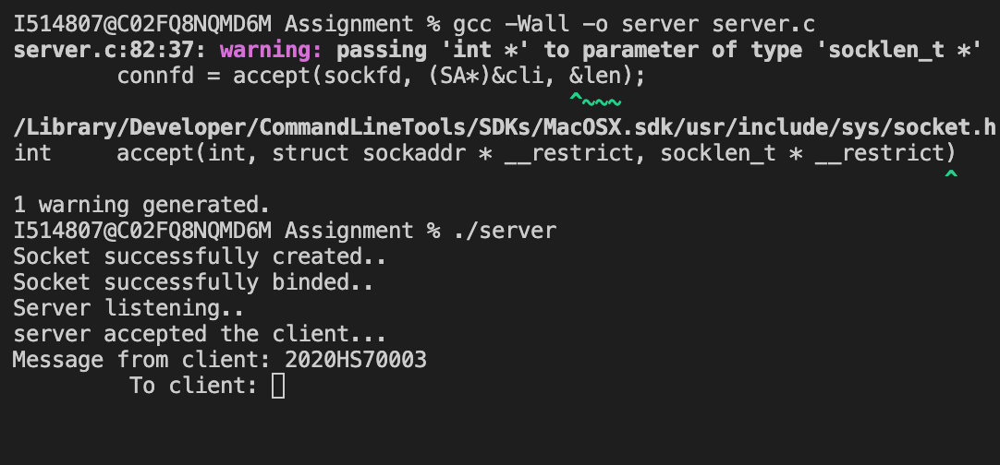 I514807@C02FQ8NQMD6M Assignment % gcc -Wall -o server server.c
server.c:82:37: warning: passing 'int *' to parameter of type 'socklen_t *'
        connfd = accept(sockfd, (SA*)&cli, &len);
                                           ^~~~
/Library/Developer/CommandLineTools/SDKs/MacOSX.sdk/usr/include/sys/socket.h
int     accept(int, struct sockaddr * __restrict, socklen_t * __restrict)
                                                                        ^
1 warning generated.
I514807@C02FQ8NQMD6M Assignment % ./server
Socket successfully created..
Socket successfully binded..
Server listening..
server accepted the client...
Message from client: 2020HS70003
         To client: